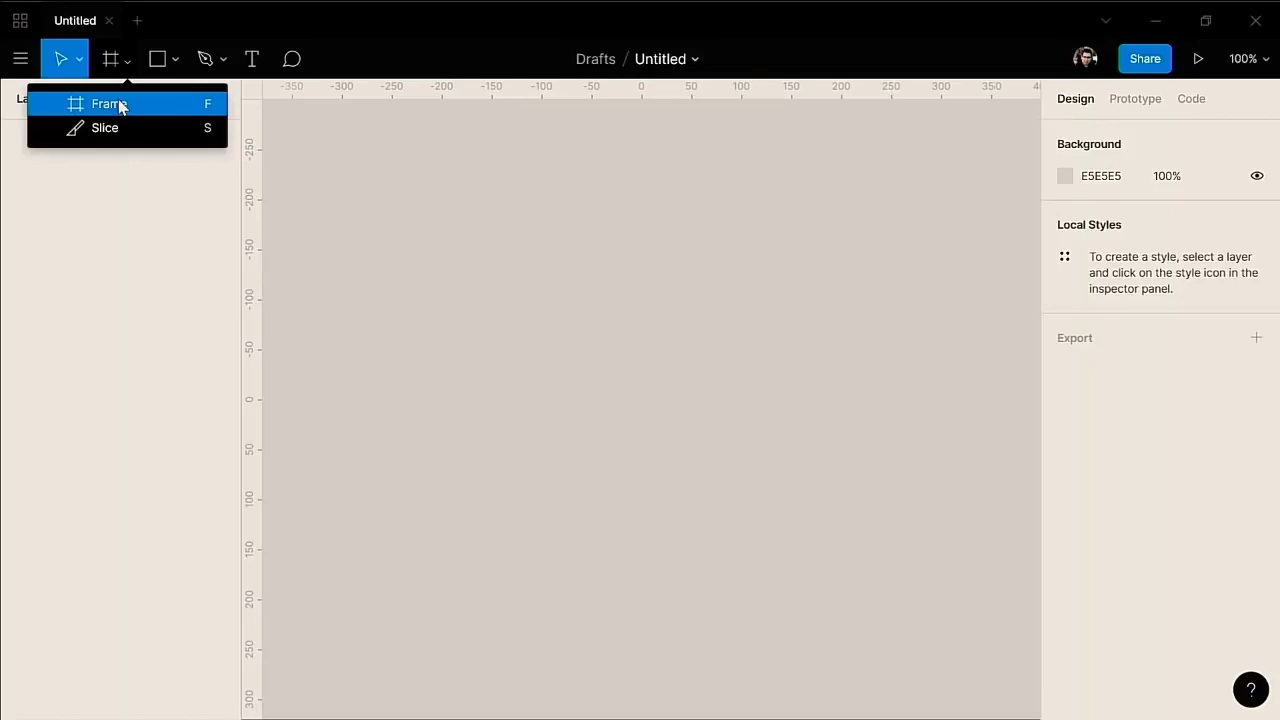 Untitled
Drafts / Untitled
Share
100%
Frame F
Slice S
-350 -300 -250 -200 -150 -100 -50 0 50 100 150 200 250 300 350
-250
-200
-150
-100
-50
0
50
100
150
200
250
300
Design Prototype Code
Background
E5E5E5 100%
Local Styles
To create a style, select a layer
and click on the style icon in the
inspector panel.
Export
?